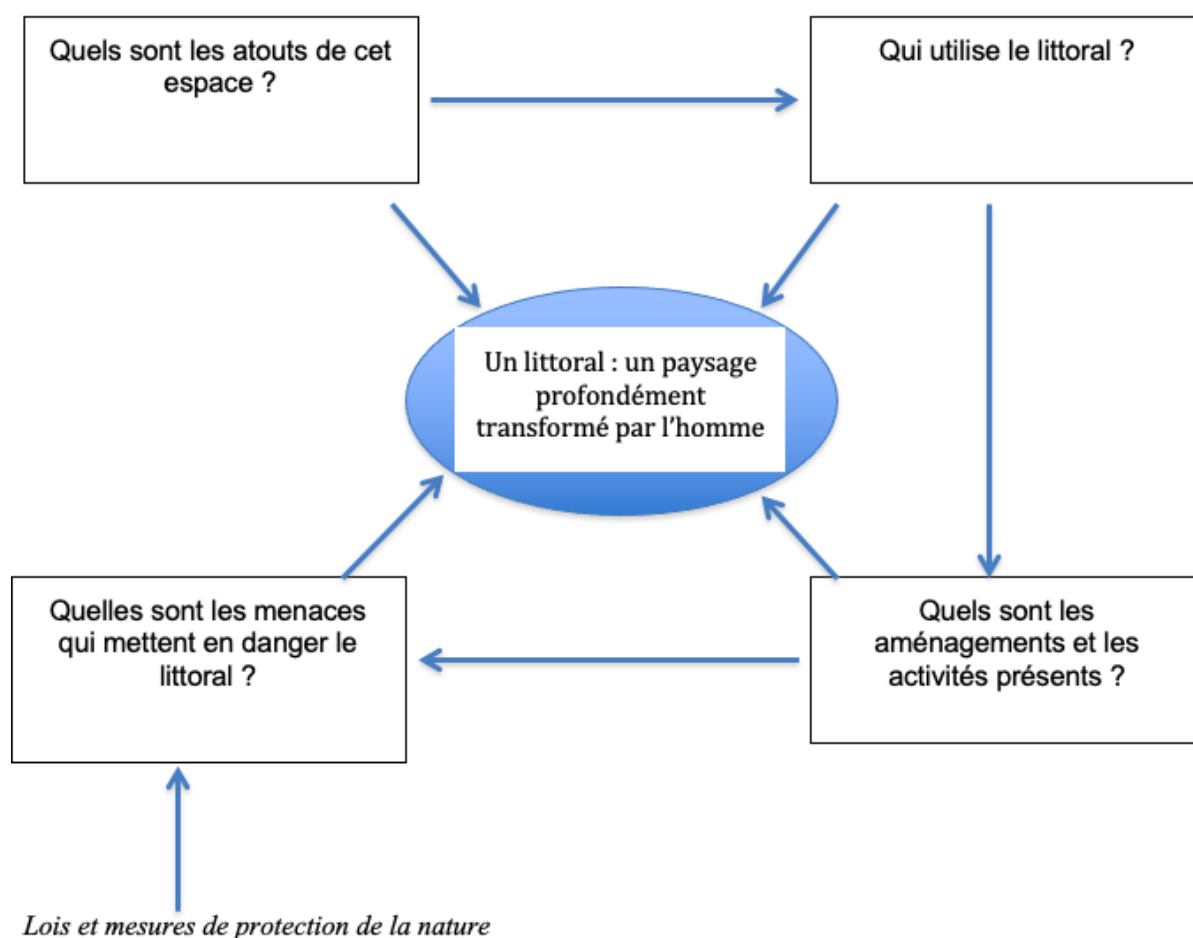 Quels sont les atouts de cet
espace ?
Qui utilise le littoral ?
Un littoral : un paysage
profondément
transformé par l'homme
Quelles sont les menaces
qui mettent en danger le
littoral ?
Quels sont les
aménagements et les
activités présents ?
Lois et mesures de protection de la nature